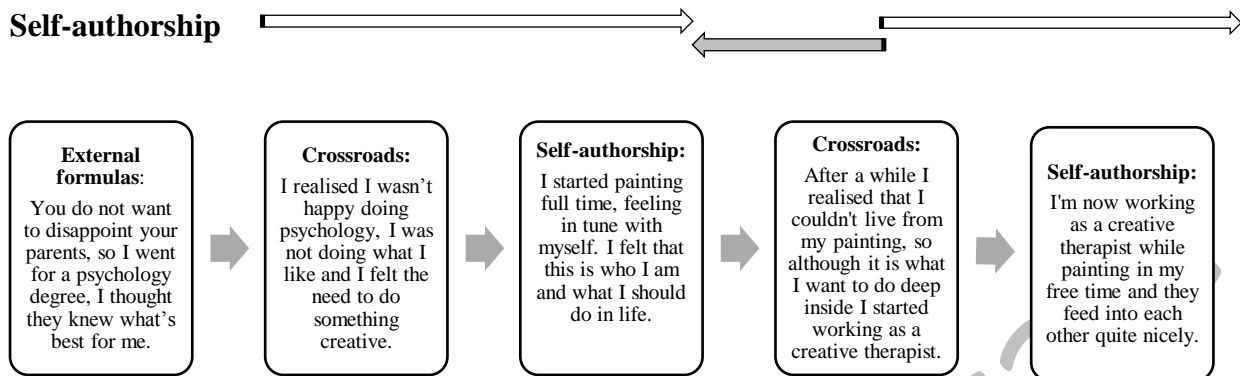 Self-authorship
External
formulas:
You do not want
to disappoint your
parents, so I went
for a psychology
degree, I thought
they knew what’s
best for me.
Crossroads:
I realised I wasn’t
happy doing
psychology, I was
not doing what I
like and I felt the
need to do
something
creative.
Self-authorship:
I started painting
full time, feeling
in tune with
myself. I felt that
this is who I am
and what I should
do in life.
Crossroads:
After a while I
realised that I
couldn't live from
my painting, so
although it is what
I want to do deep
inside I started
working as a
creative therapist.
Self-authorship:
I'm now working
as a creative
therapist while
painting in my
free time and they
feed into each
other quite nicely.